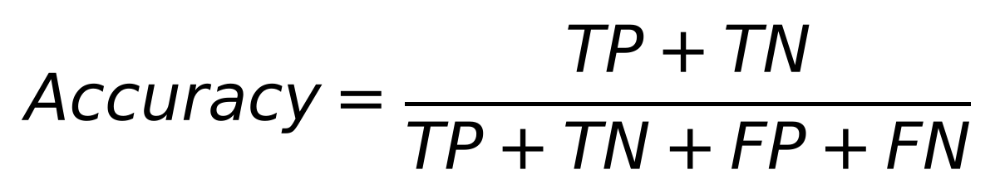 Accuracy = TP + TN
TP + TN + FP + FN